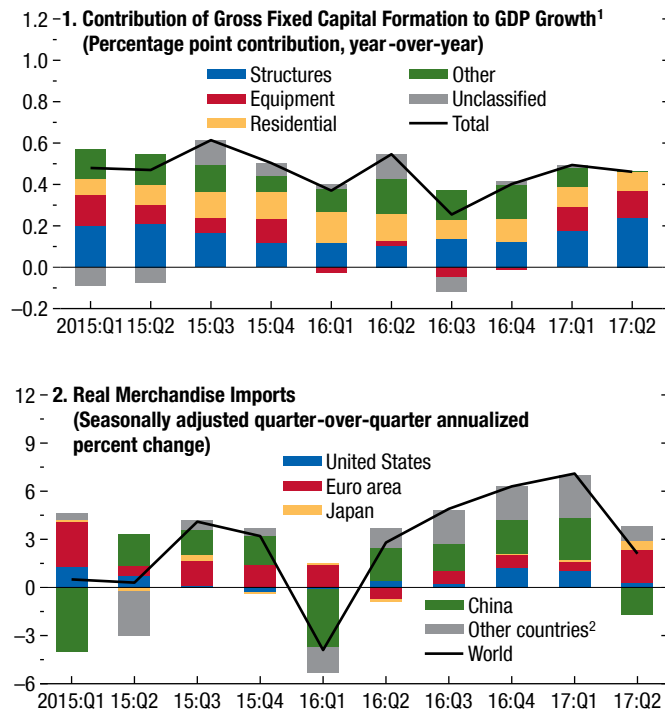 1. Contribution of Gross Fixed Capital Formation to GDP Growth¹
(Percentage point contribution, year-over-year)
Structures
Equipment
Residential
Other
Unclassified
Total
1.2
1.0
0.8
0.6
0.4
0.2
0.0
–0.2
2015:Q1 15:Q2 15:Q3 15:Q4 16:Q1 16:Q2 16:Q3 16:Q4 17:Q1 17:Q2
2. Real Merchandise Imports
(Seasonally adjusted quarter-over-quarter annualized
percent change)
United States
Euro area
Japan
China
Other countries²
World
12
9
6
3
0
–3
–6
2015:Q1 15:Q2 15:Q3 15:Q4 16:Q1 16:Q2 16:Q3 16:Q4 17:Q1 17:Q2